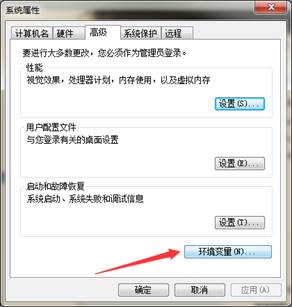 系统属性
计算机名 硬件 高级 系统保护 远程
要进行大多数更改，您必须作为管理员登录。
性能
视觉效果，处理器计划，内存使用，以及虚拟内存
设置(S)...
用户配置文件
与您登录有关的桌面设置
设置(E)...
启动和故障恢复
系统启动、系统失败和调试信息
设置(T)...
环境变量(N)...
确定 取消 应用(A)